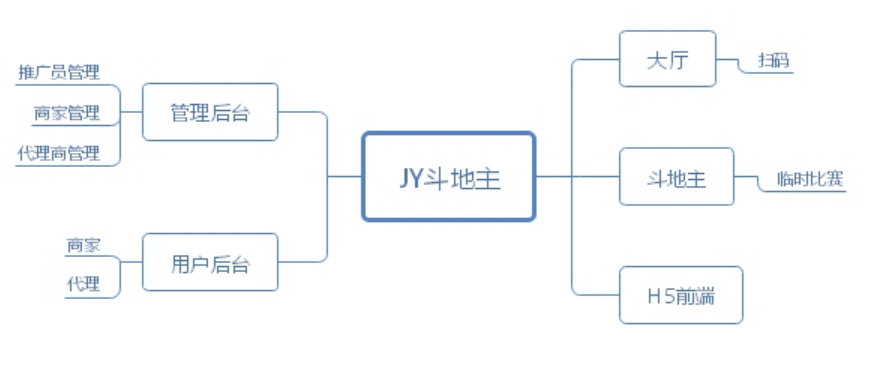 JY斗地主
管理后台
推广员管理
商家管理
代理商管理
用户后台
商家
代理
大厅
扫码
斗地主
临时比赛
H5前端